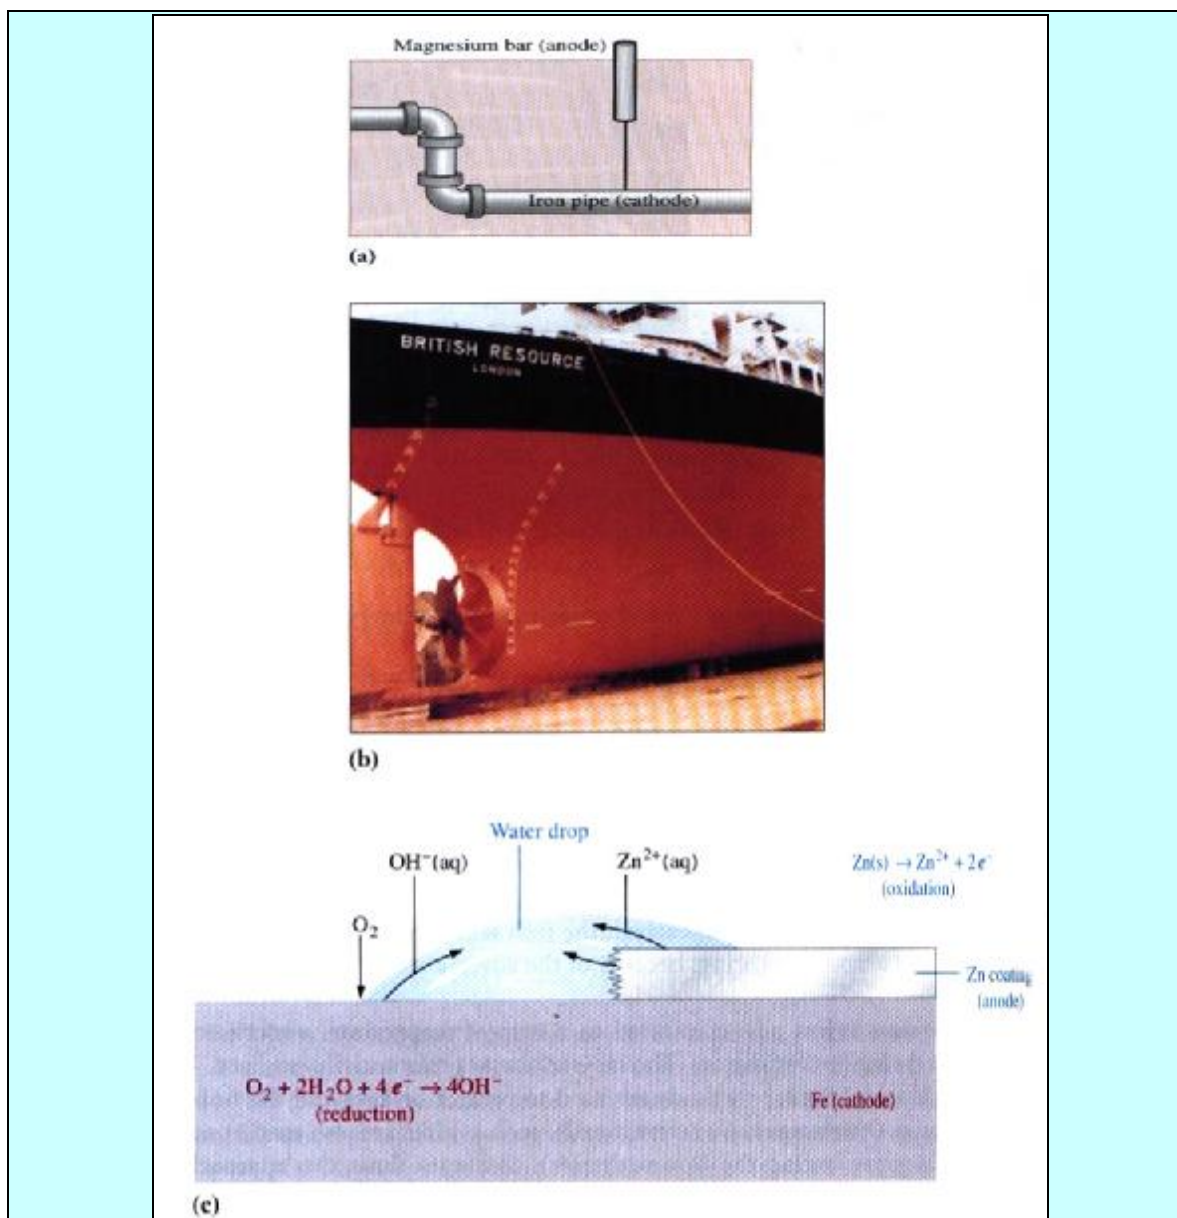 Magnesium bar (anode)
Iron pipe (cathode)
(a)
BRITISH RESOURCE
LONDON
(b)
Water drop
OH⁻(aq)
Zn²⁺(aq)
Zn(s) → Zn²⁺ + 2e⁻
(oxidation)
O₂
Zn coating
(anode)
O₂ + 2H₂O + 4 e⁻ → 4OH⁻
(reduction)
Fe (cathode)
(c)